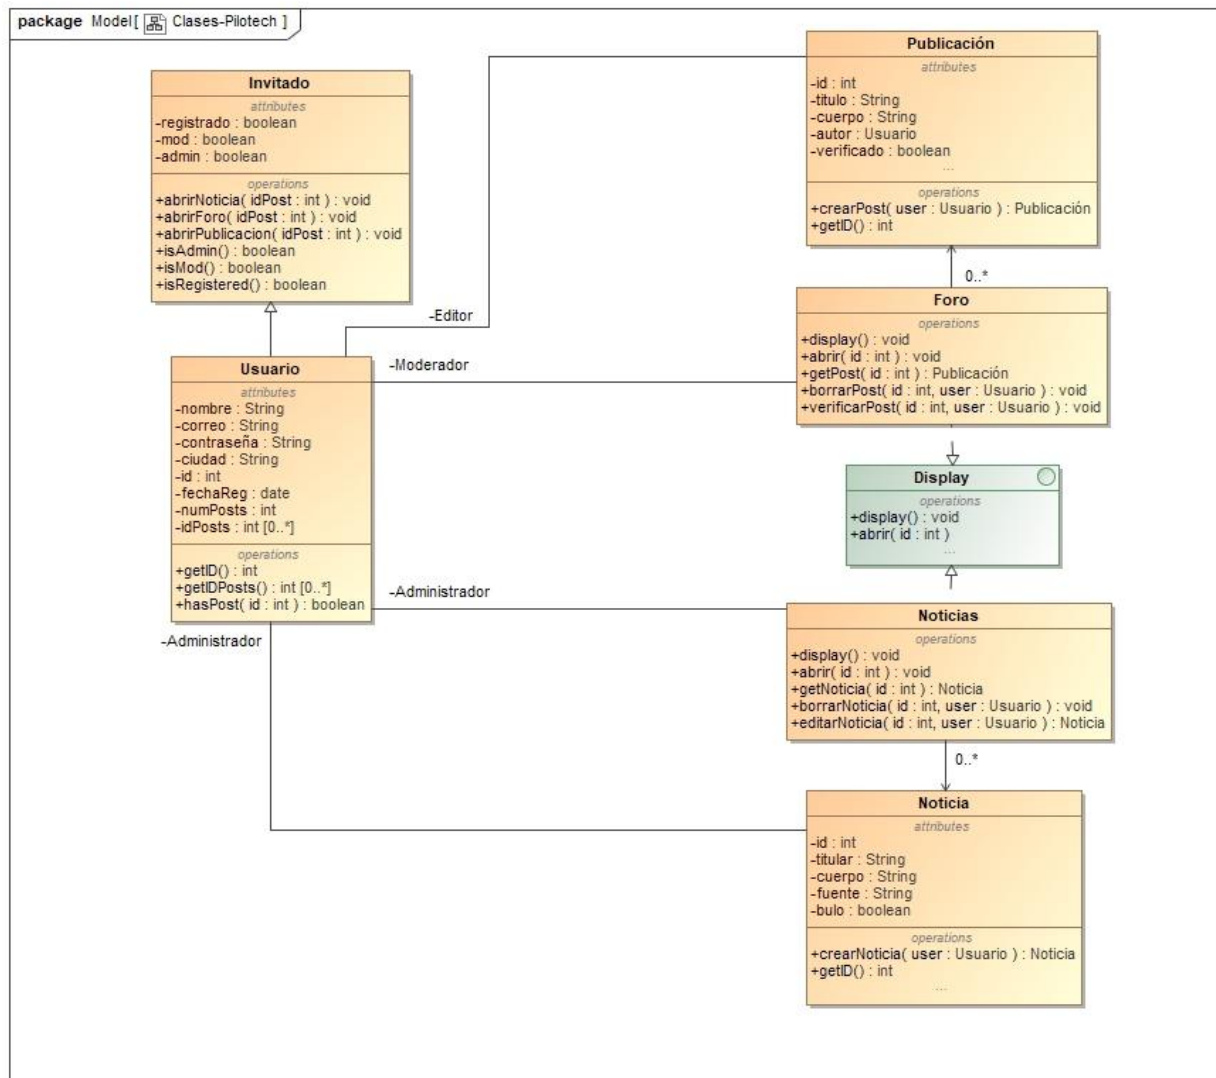 package Model[ Clases-Pilotech ]
Invitado
attributes
-registrado : boolean
-mod : boolean
-admin : boolean
operations
+abrirNoticia( idPost : int ) : void
+abrirForo( idPost : int ) : void
+abrirPublicacion( idPost : int ) : void
+isAdmin() : boolean
+isMod() : boolean
+isRegistered() : boolean
Publicación
attributes
-id : int
-titulo : String
-cuerpo : String
-autor : Usuario
-verificado : boolean
...
operations
+crearPost( user : Usuario ) : Publicación
+getID() : int
0..*
-Editor
-Moderador
Usuario
attributes
-nombre : String
-correo : String
-contraseña : String
-ciudad : String
-id : int
-fechaReg : date
-numPosts : int
-idPosts : int [0..*]
operations
+getID() : int
+getIDPosts() : int [0..*]
+hasPost( id : int ) : boolean
Foro
operations
+display() : void
+abrir( id : int ) : void
+getPost( id : int ) : Publicación
+borrarPost( id : int, user : Usuario ) : void
+verificarPost( id : int, user : Usuario ) : void
Display
operations
+display() : void
+abrir( id : int )
...
-Administrador
-Administrador
Noticias
operations
+display() : void
+abrir( id : int ) : void
+getNoticia( id : int ) : Noticia
+borrarNoticia( id : int, user : Usuario ) : void
+editarNoticia( id : int, user : Usuario ) : Noticia
0..*
Noticia
attributes
-id : int
-titular : String
-cuerpo : String
-fuente : String
-bulo : boolean
operations
+crearNoticia( user : Usuario ) : Noticia
+getID() : int
...